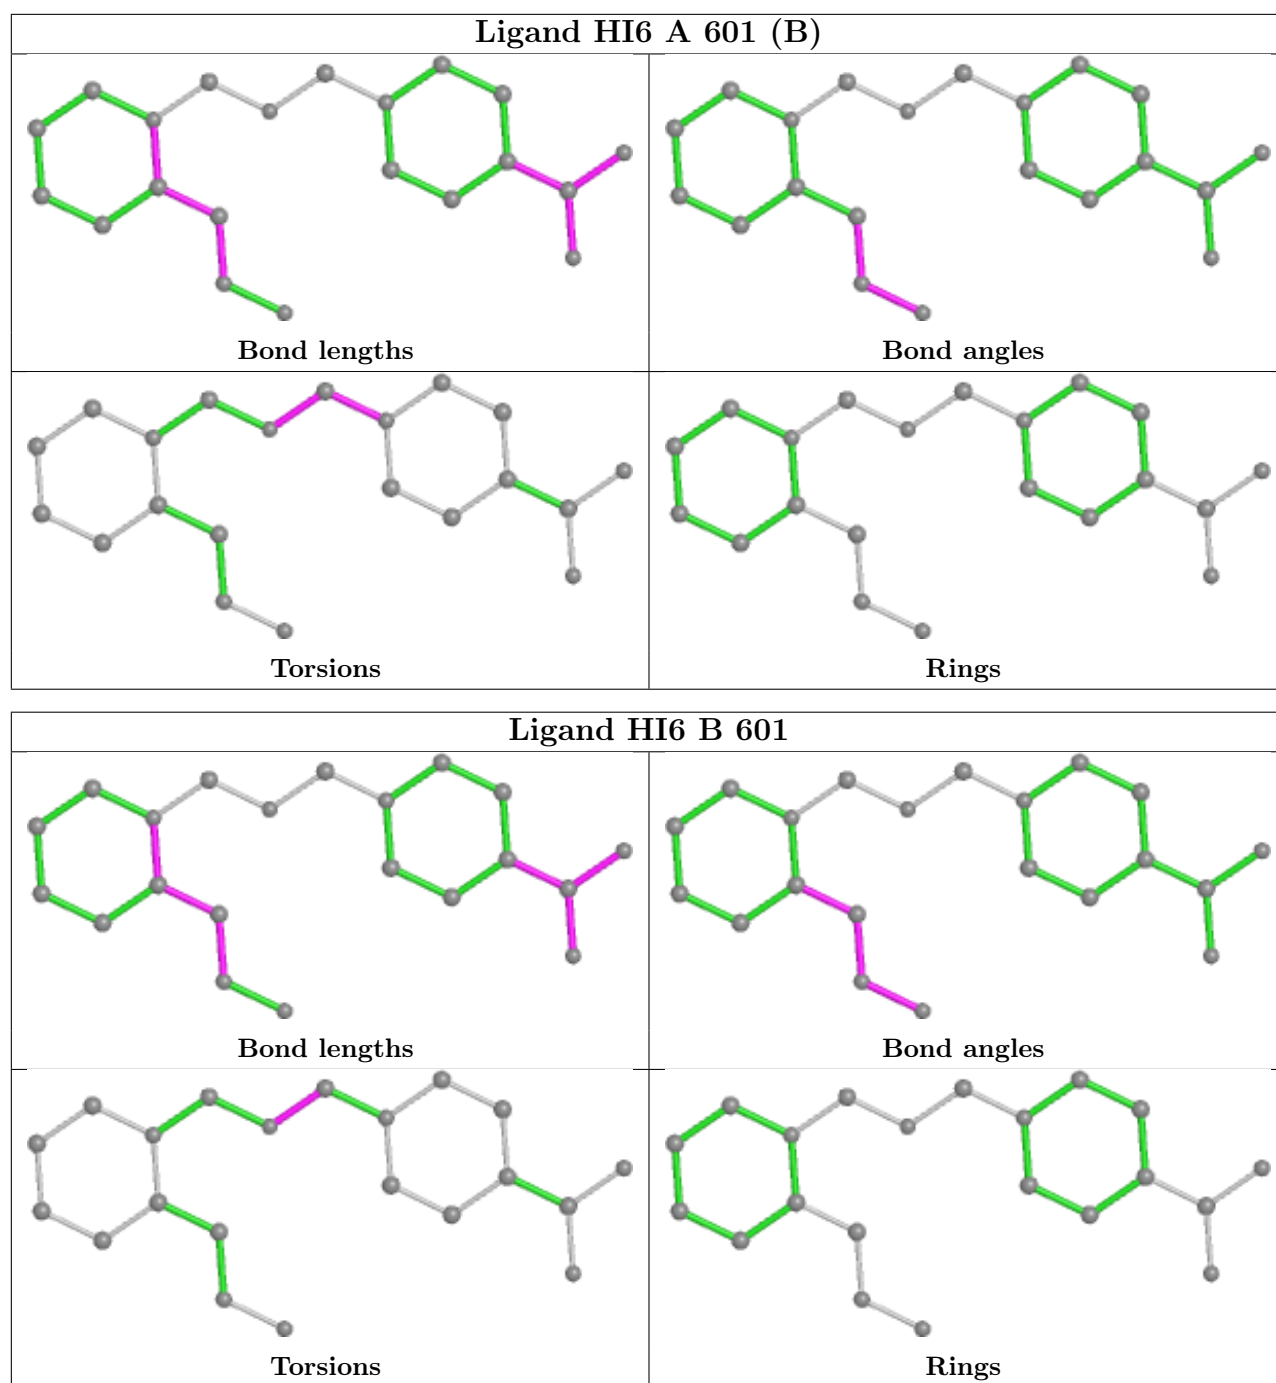 Ligand HI6 A 601 (B)
Bond lengths
Bond angles
Torsions
Rings
Ligand HI6 B 601
Bond lengths
Bond angles
Torsions
Rings